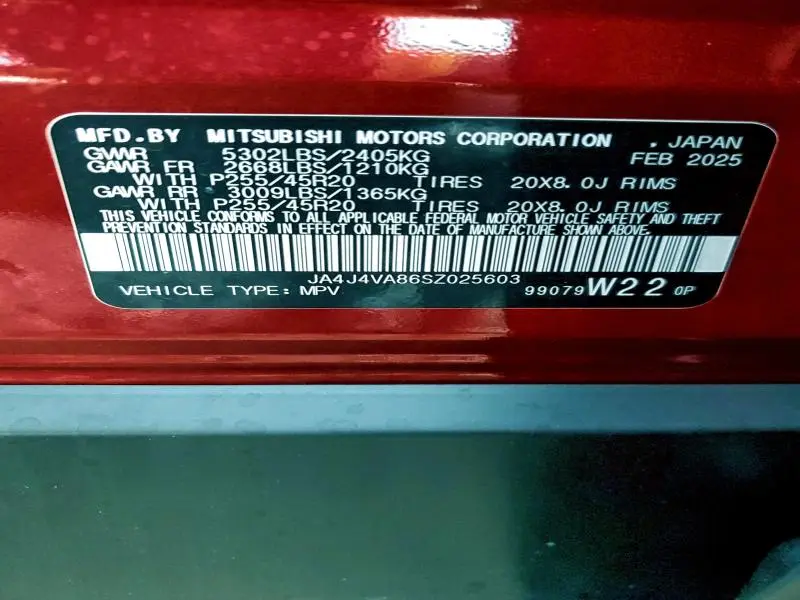 MFD.BY MITSUBISHI MOTORS CORPORATION . JAPAN
GVWR 5302LBS/2405KG FEB 2025
GAWR FR 2668LBS/1210KG
WITH P255/45R20 TIRES 20X8.0J RIMS
GAWR RR 3009LBS/1365KG
WITH P255/45R20 TIRES 20X8.0J RIMS
THIS VEHICLE CONFORMS TO ALL APPLICABLE FEDERAL MOTOR VEHICLE SAFETY AND THEFT
PREVENTION STANDARDS IN EFFECT ON THE DATE OF MANUFACTURE SHOWN ABOVE.
JA4J4VA86SZ025603
VEHICLE TYPE: MPV 99079 W22 0P